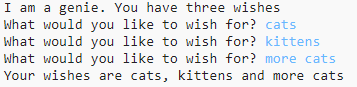 I am a genie. You have three wishes
What would you like to wish for? cats
What would you like to wish for? kittens
What would you like to wish for? more cats
Your wishes are cats, kittens and more cats